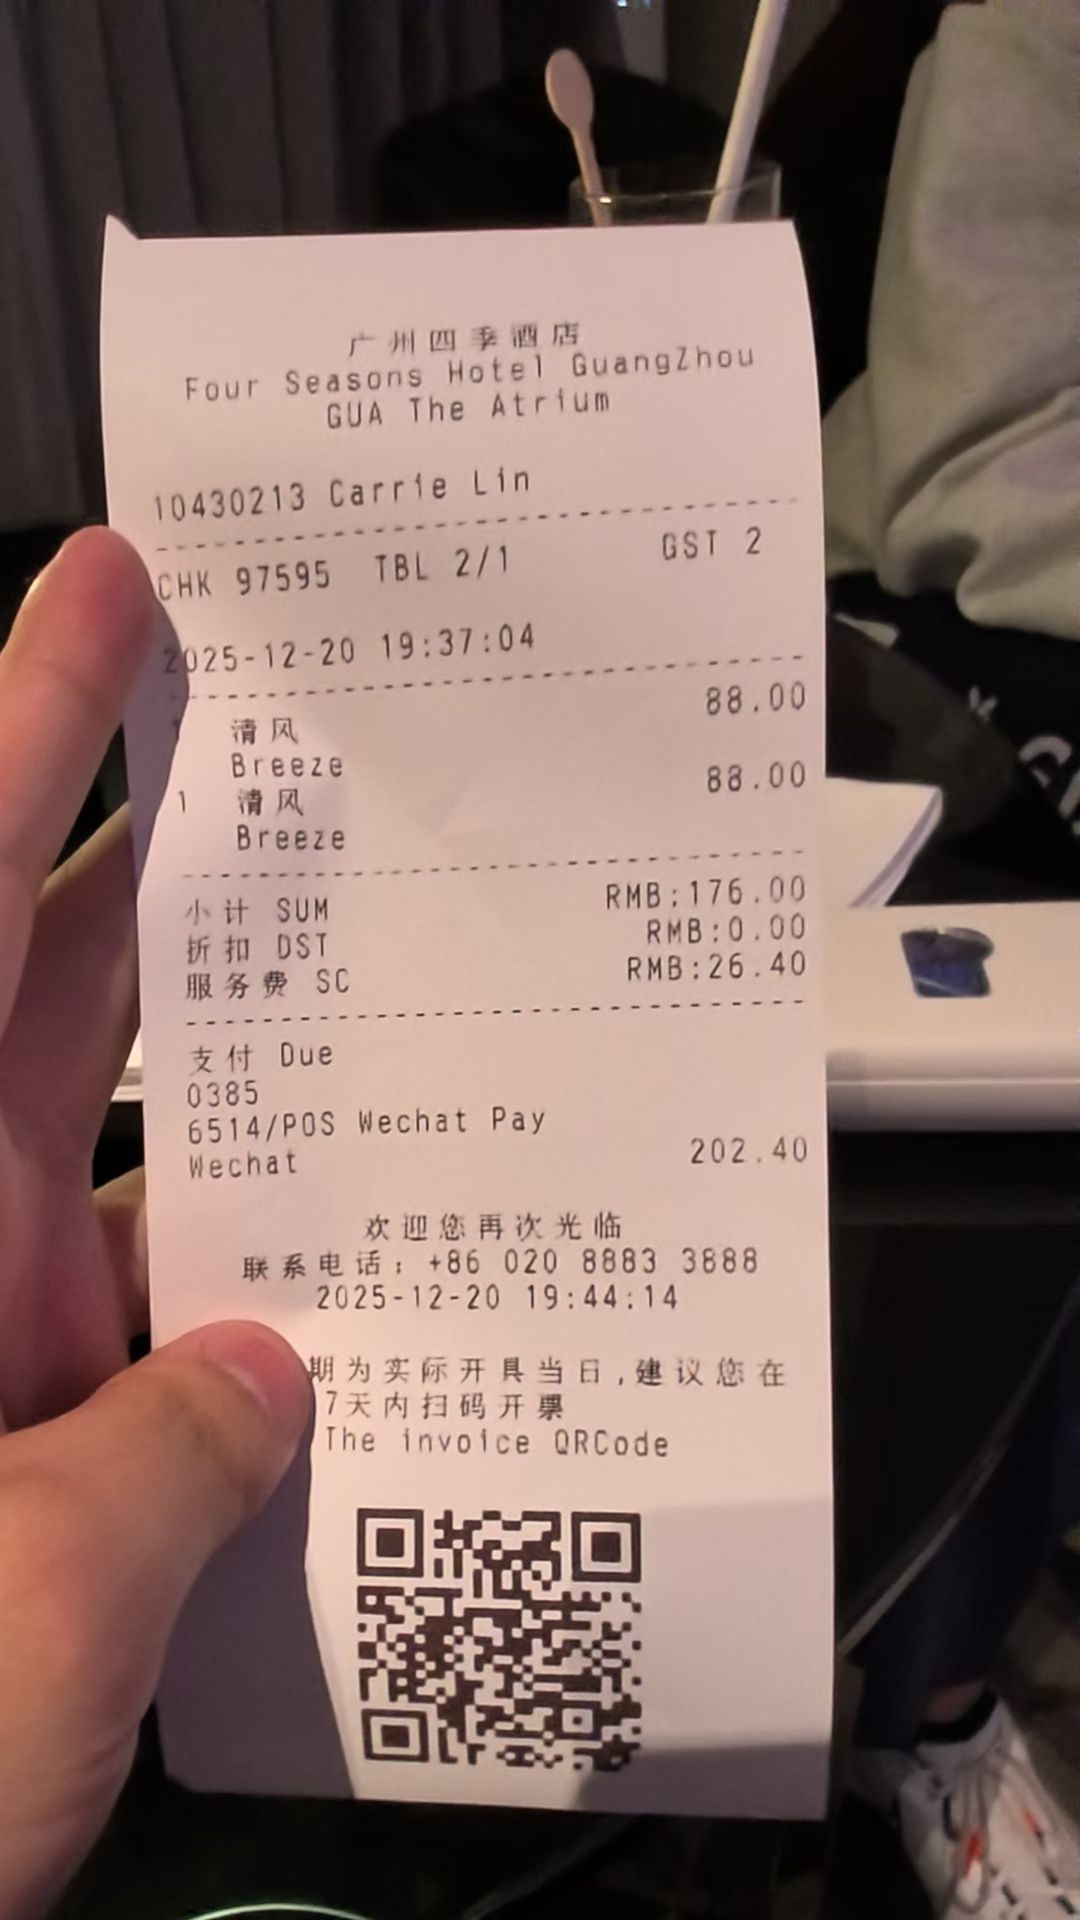 广州四季酒店
Four Seasons Hotel GuangZhou
GUA The Atrium
10430213 Carrie Lin
CHK 97595 TBL 2/1 GST 2
2025-12-20 19:37:04
1 清风 88.00
Breeze
1 清风 88.00
Breeze
小计 SUM RMB:176.00
折扣 DST RMB:0.00
服务费 SC RMB:26.40
支付 Due
0385
6514/POS Wechat Pay
Wechat 202.40
欢迎您再次光临
联系电话: +86 020 8883 3888
2025-12-20 19:44:14
期为实际开具当日,建议您在
7天内扫码开票
The invoice QRCode